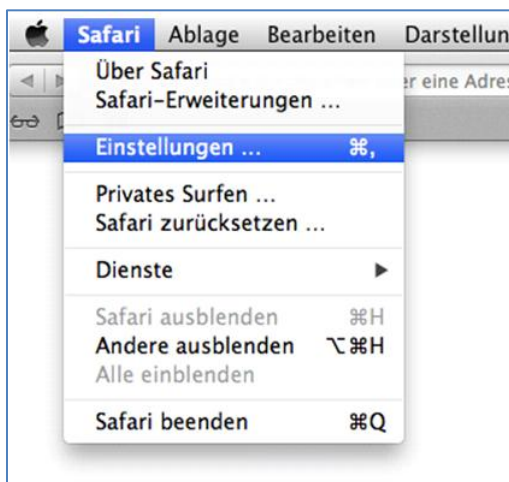 Safari Ablage Bearbeiten Darstellun
er eine Adres
Über Safari
Safari-Erweiterungen ...
Einstellungen ... ⌘,
Privates Surfen ...
Safari zurücksetzen ...
Dienste ▶
Safari ausblenden ⌘H
Andere ausblenden ⌥⌘H
Alle einblenden
Safari beenden ⌘Q